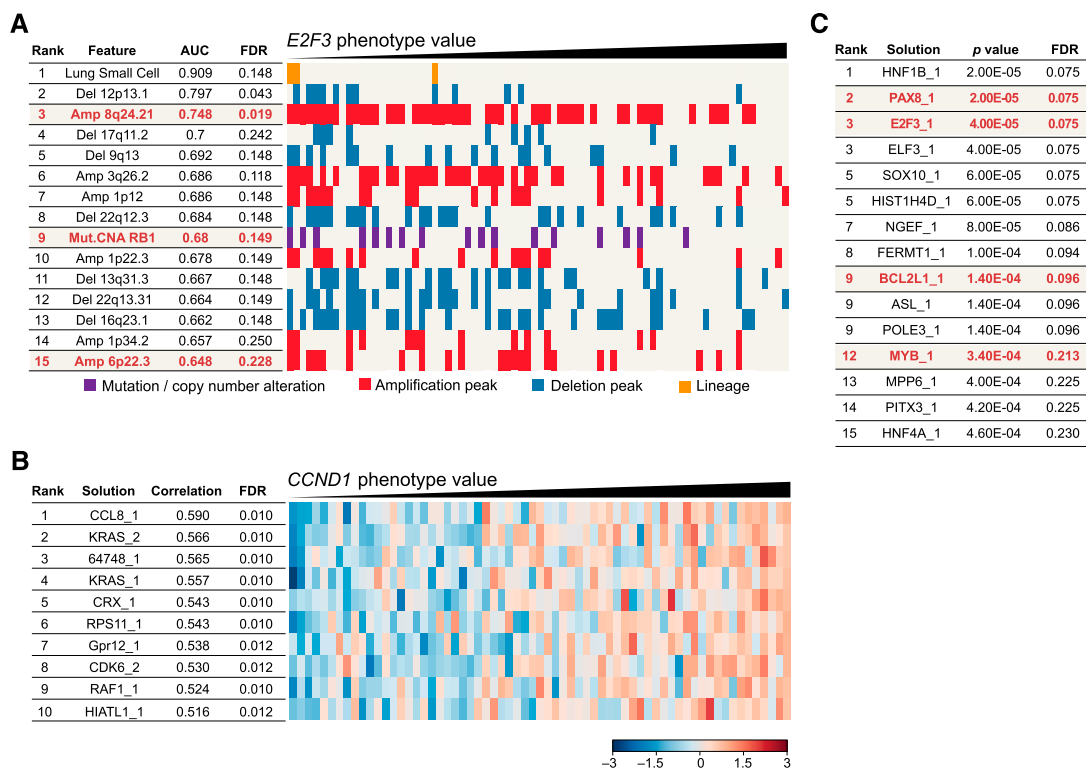 A
E2F3 phenotype value
Rank Feature AUC FDR
1 Lung Small Cell 0.909 0.148
2 Del 12p13.1 0.797 0.043
3 Amp 8q24.21 0.748 0.019
4 Del 17q11.2 0.7 0.242
5 Del 9q13 0.692 0.148
6 Amp 3q26.2 0.686 0.118
7 Amp 1p12 0.686 0.148
8 Del 22q12.3 0.684 0.148
9 Mut.CNA RB1 0.68 0.149
10 Amp 1p22.3 0.678 0.149
11 Del 13q31.3 0.667 0.148
12 Del 22q13.31 0.664 0.149
13 Del 16q23.1 0.662 0.148
14 Amp 1p34.2 0.657 0.250
15 Amp 6p22.3 0.648 0.228
Mutation / copy number alteration Amplification peak Deletion peak Lineage
B
CCND1 phenotype value
Rank Solution Correlation FDR
1 CCL8_1 0.590 0.010
2 KRAS_2 0.566 0.010
3 64748_1 0.565 0.010
4 KRAS_1 0.557 0.010
5 CRX_1 0.543 0.010
6 RPS11_1 0.543 0.010
7 Gpr12_1 0.538 0.012
8 CDK6_2 0.530 0.012
9 RAF1_1 0.524 0.010
10 HIATL1_1 0.516 0.012
−3 −1.5 0 1.5 3
C
Rank Solution p value FDR
1 HNF1B_1 2.00E-05 0.075
2 PAX8_1 2.00E-05 0.075
3 E2F3_1 4.00E-05 0.075
3 ELF3_1 4.00E-05 0.075
5 SOX10_1 6.00E-05 0.075
5 HIST1H4D_1 6.00E-05 0.075
7 NGEF_1 8.00E-05 0.086
8 FERMT1_1 1.00E-04 0.094
9 BCL2L1_1 1.40E-04 0.096
9 ASL_1 1.40E-04 0.096
9 POLE3_1 1.40E-04 0.096
12 MYB_1 3.40E-04 0.213
13 MPP6_1 4.00E-04 0.225
14 PITX3_1 4.20E-04 0.225
15 HNF4A_1 4.60E-04 0.230